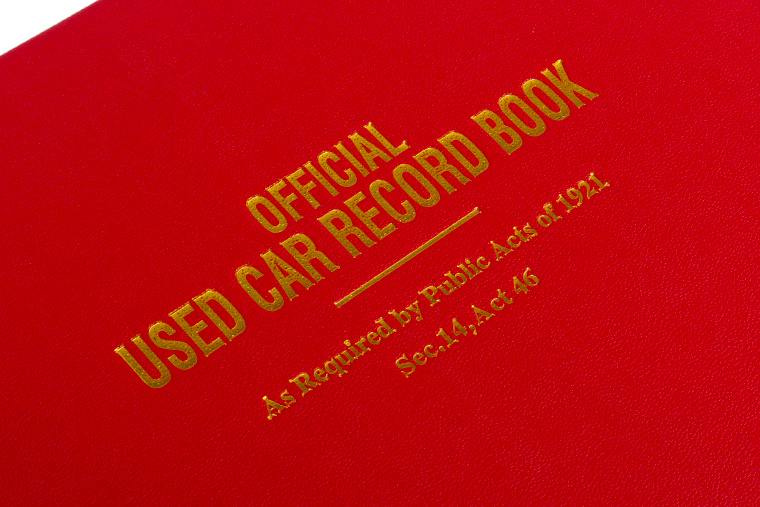 OFFICIAL
USED CAR RECORD BOOK
As Required by Public Acts of 1921
Sec.14,Act 46